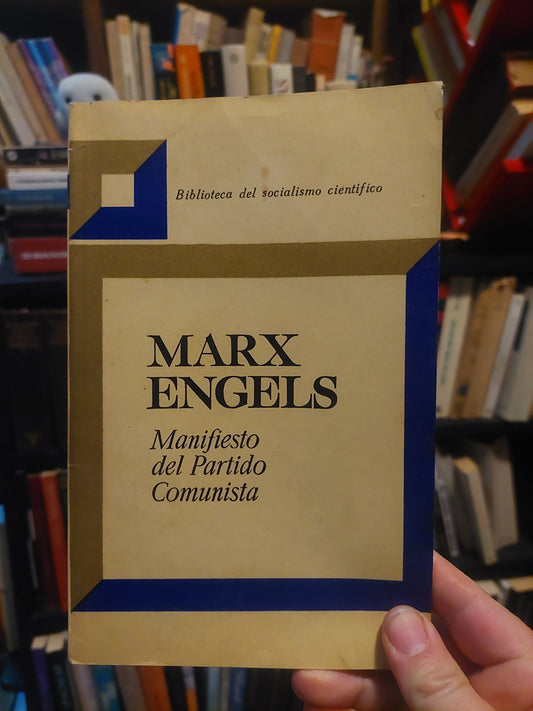 Biblioteca del socialismo científico
MARX
ENGELS
Manifiesto
del Partido
Comunista